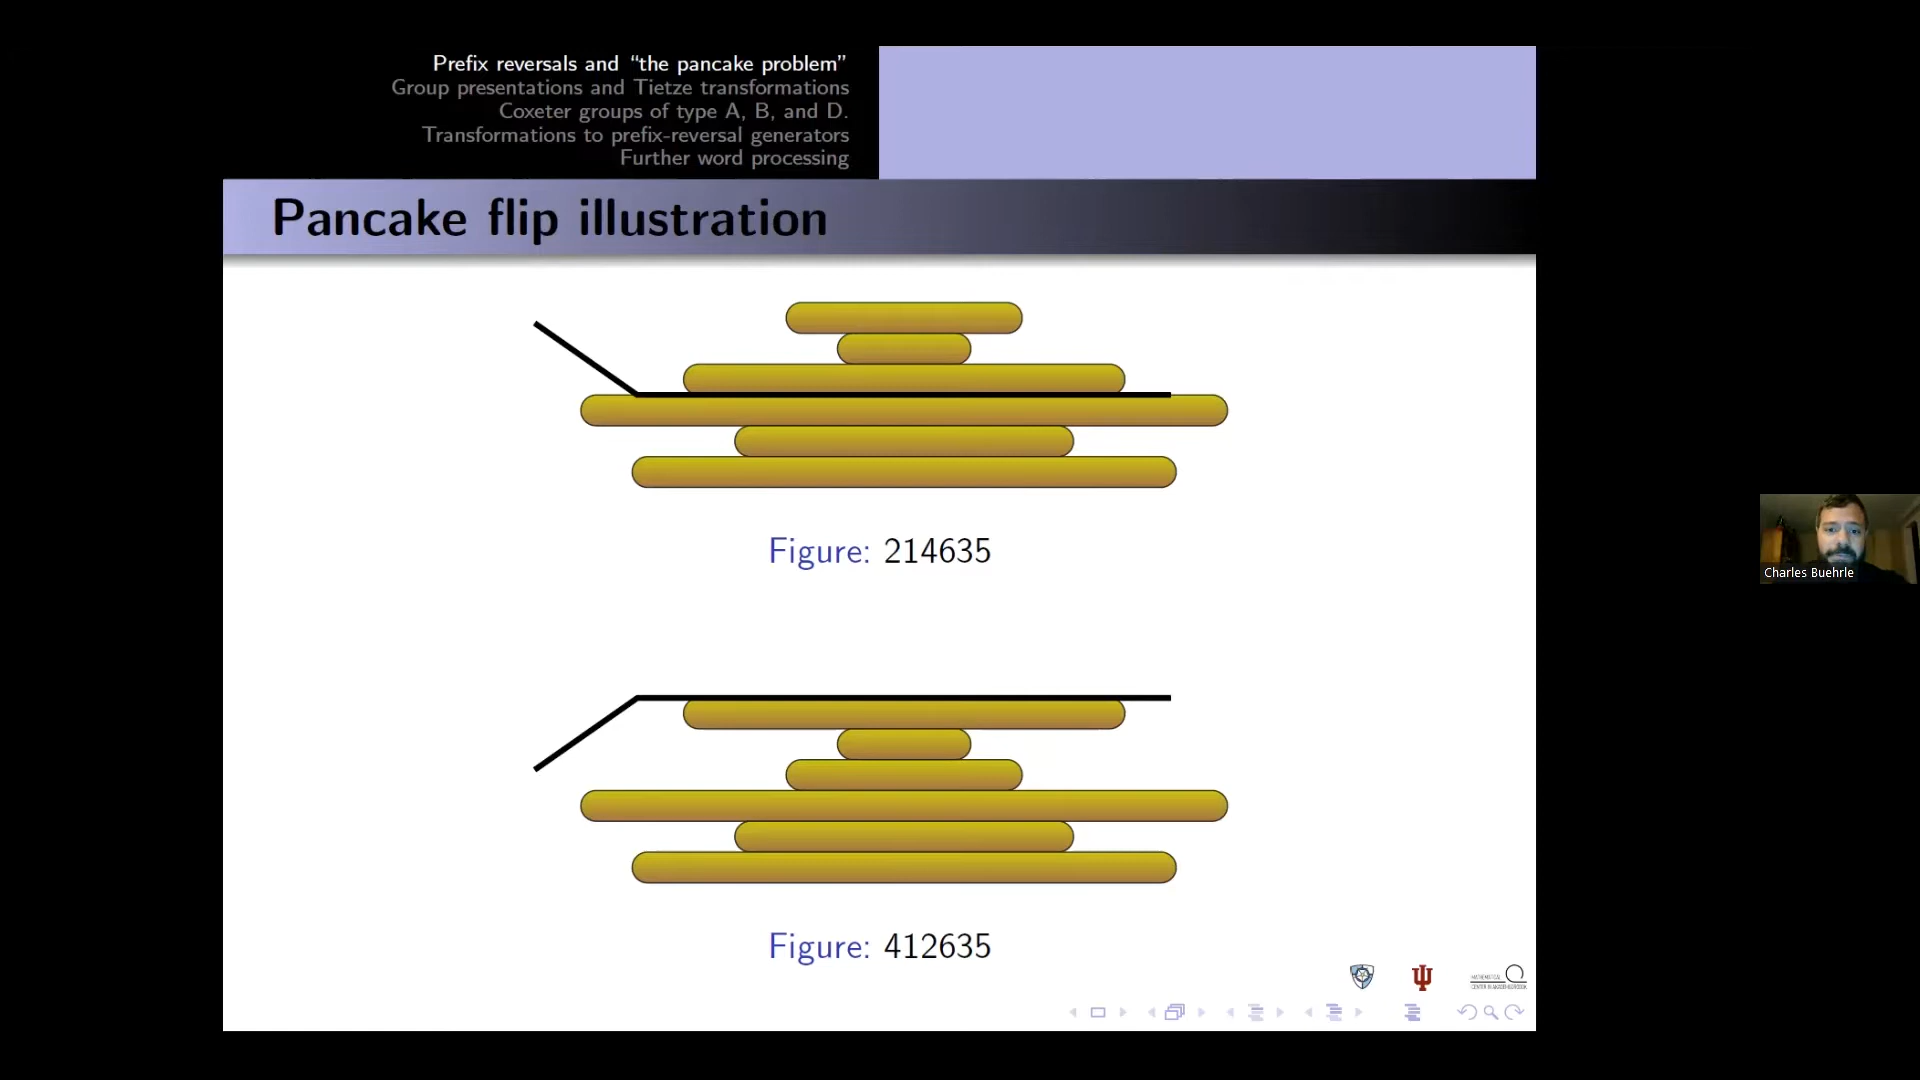 Prefix reversals and “the pancake problem”
Group presentations and Tietze transformations
Coxeter groups of type A, B, and D.
Transformations to prefix-reversal generators
Further word processing
Pancake flip illustration
Figure: 214635
Charles Buehrle
Figure: 412635